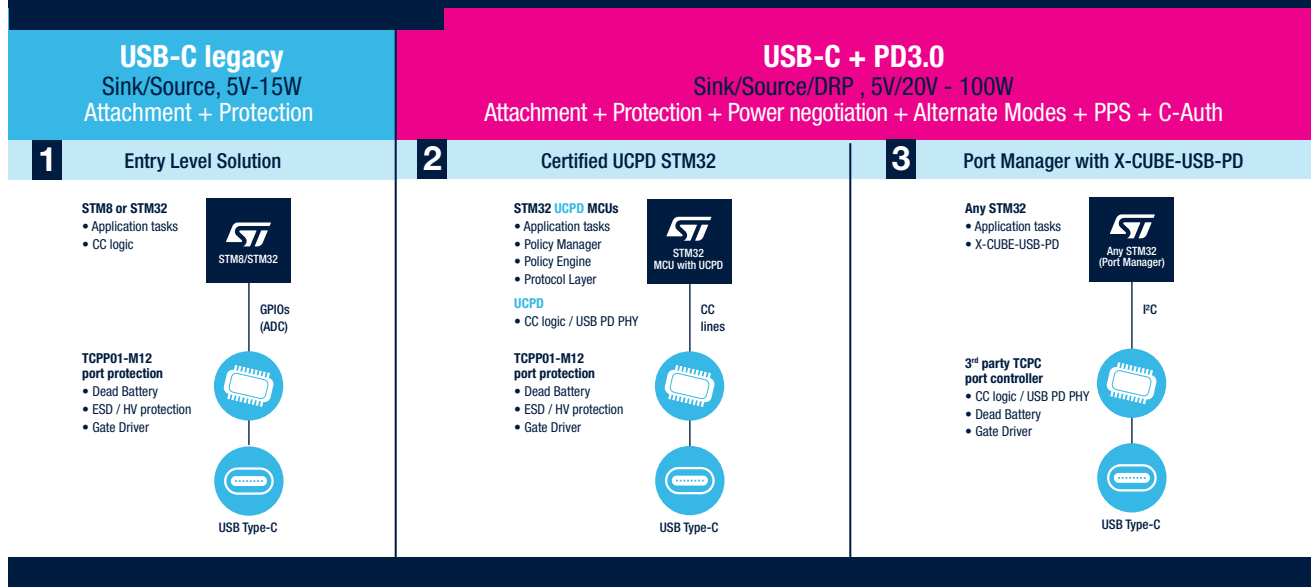 USB-C legacy
Sink/Source, 5V-15W
Attachment + Protection
USB-C + PD3.0
Sink/Source/DRP , 5V/20V - 100W
Attachment + Protection + Power negotiation + Alternate Modes + PPS + C-Auth
1 Entry Level Solution
2 Certified UCPD STM32
3 Port Manager with X-CUBE-USB-PD
STM8 or STM32
• Application tasks
• CC logic
ST
STM8/STM32
GPIOs
(ADC)
TCPP01-M12
port protection
• Dead Battery
• ESD / HV protection
• Gate Driver
USB Type-C
STM32 UCPD MCUs
• Application tasks
• Policy Manager
• Policy Engine
• Protocol Layer
UCPD
• CC logic / USB PD PHY
ST
STM32
MCU with UCPD
CC
lines
TCPP01-M12
port protection
• Dead Battery
• ESD / HV protection
• Gate Driver
USB Type-C
Any STM32
• Application tasks
• X-CUBE-USB-PD
ST
Any STM32
(Port Manager)
I²C
3rd party TCPC
port controller
• CC logic / USB PD PHY
• Dead Battery
• Gate Driver
USB Type-C